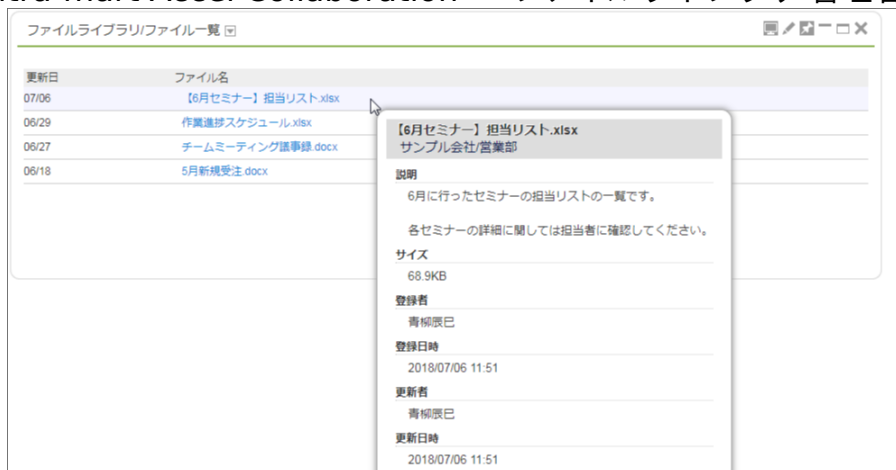 ファイルライブラリ/ファイル一覧
更新日 ファイル名
07/06 【6月セミナー】担当リスト.xlsx
06/29 作業進捗スケジュール.xlsx
06/27 チームミーティング議事録.docx
06/18 5月新規受注.docx
【6月セミナー】担当リスト.xlsx
サンプル会社/営業部
説明
6月に行ったセミナーの担当リストの一覧です。
各セミナーの詳細に関しては担当者に確認してください。
サイズ
68.9KB
登録者
青柳辰巳
登録日時
2018/07/06 11:51
更新者
青柳辰巳
更新日時
2018/07/06 11:51